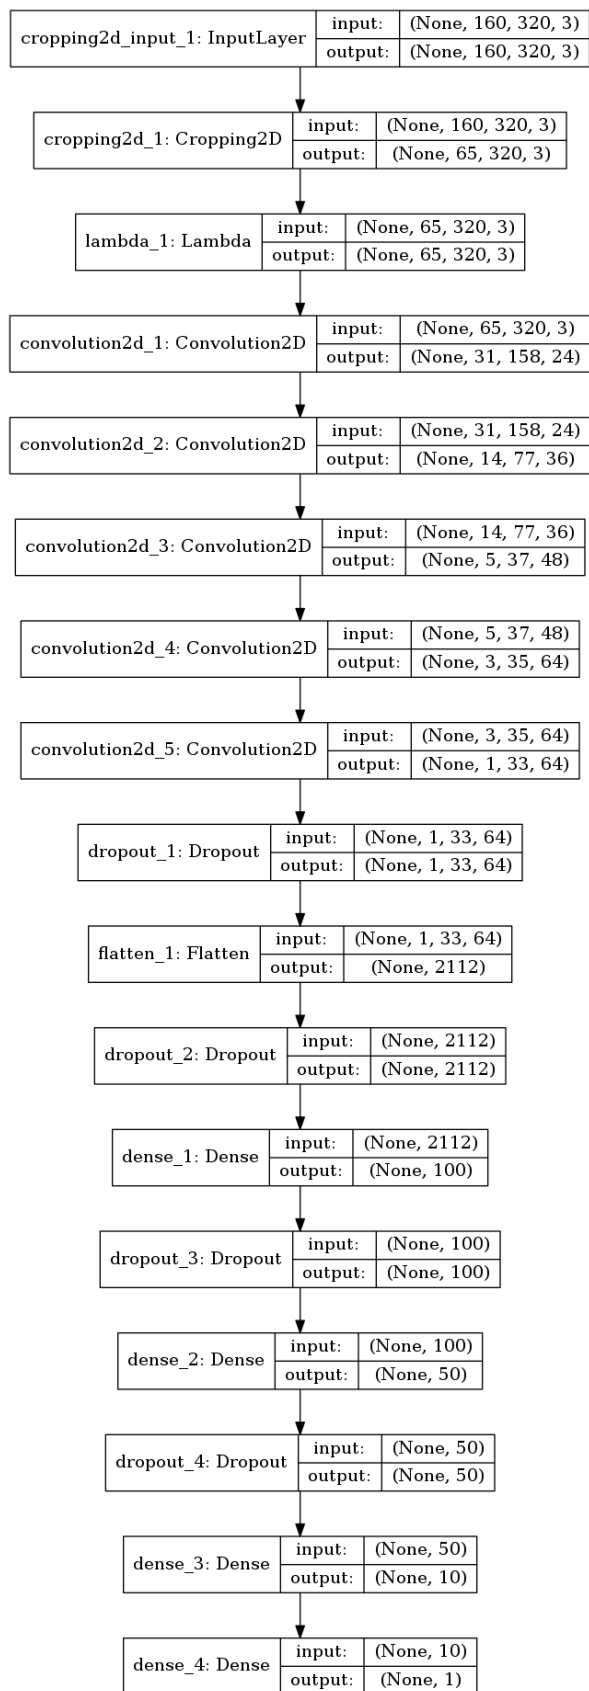 cropping2d_input_1: InputLayer
input: (None, 160, 320, 3)
output: (None, 160, 320, 3)
cropping2d_1: Cropping2D
input: (None, 160, 320, 3)
output: (None, 65, 320, 3)
lambda_1: Lambda
input: (None, 65, 320, 3)
output: (None, 65, 320, 3)
convolution2d_1: Convolution2D
input: (None, 65, 320, 3)
output: (None, 31, 158, 24)
convolution2d_2: Convolution2D
input: (None, 31, 158, 24)
output: (None, 14, 77, 36)
convolution2d_3: Convolution2D
input: (None, 14, 77, 36)
output: (None, 5, 37, 48)
convolution2d_4: Convolution2D
input: (None, 5, 37, 48)
output: (None, 3, 35, 64)
convolution2d_5: Convolution2D
input: (None, 3, 35, 64)
output: (None, 1, 33, 64)
dropout_1: Dropout
input: (None, 1, 33, 64)
output: (None, 1, 33, 64)
flatten_1: Flatten
input: (None, 1, 33, 64)
output: (None, 2112)
dropout_2: Dropout
input: (None, 2112)
output: (None, 2112)
dense_1: Dense
input: (None, 2112)
output: (None, 100)
dropout_3: Dropout
input: (None, 100)
output: (None, 100)
dense_2: Dense
input: (None, 100)
output: (None, 50)
dropout_4: Dropout
input: (None, 50)
output: (None, 50)
dense_3: Dense
input: (None, 50)
output: (None, 10)
dense_4: Dense
input: (None, 10)
output: (None, 1)